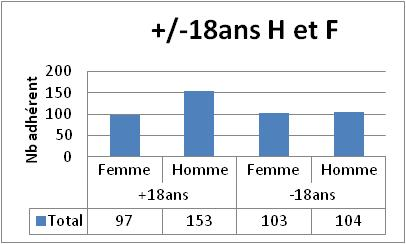 +/-18ans H et F
Nb adhérent
200
150
100
50
0
Femme Homme Femme Homme
+18ans -18ans
Total 97 153 103 104